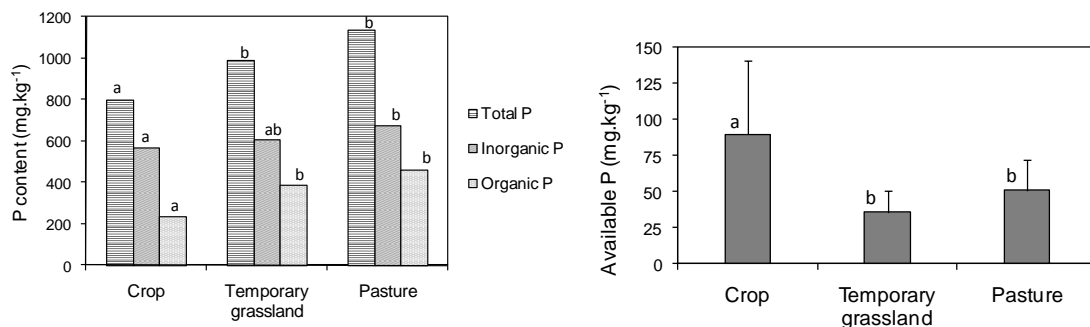 P content (mg.kg-1)
1200
1000
800
600
400
200
0
a
a
a
b
ab
b
b
b
b
Crop
Temporary
grassland
Pasture
Total P
Inorganic P
Organic P
Available P (mg.kg-1)
150
125
100
75
50
25
0
a
b
b
Crop
Temporary
grassland
Pasture